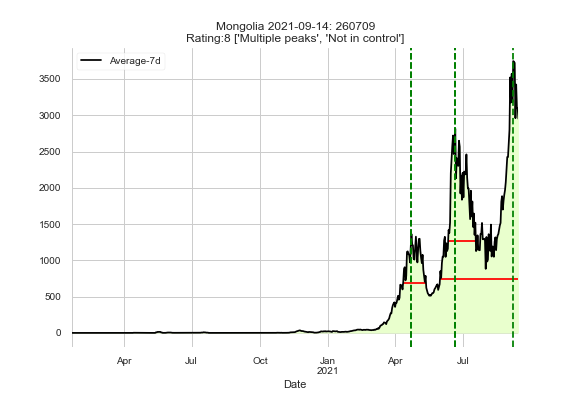 Mongolia 2021-09-14: 260709
Rating:8 ['Multiple peaks', 'Not in control']
Average-7d
3500
3000
2500
2000
1500
1000
500
0
Apr
Jul
Oct
Jan
2021
Apr
Jul
Date